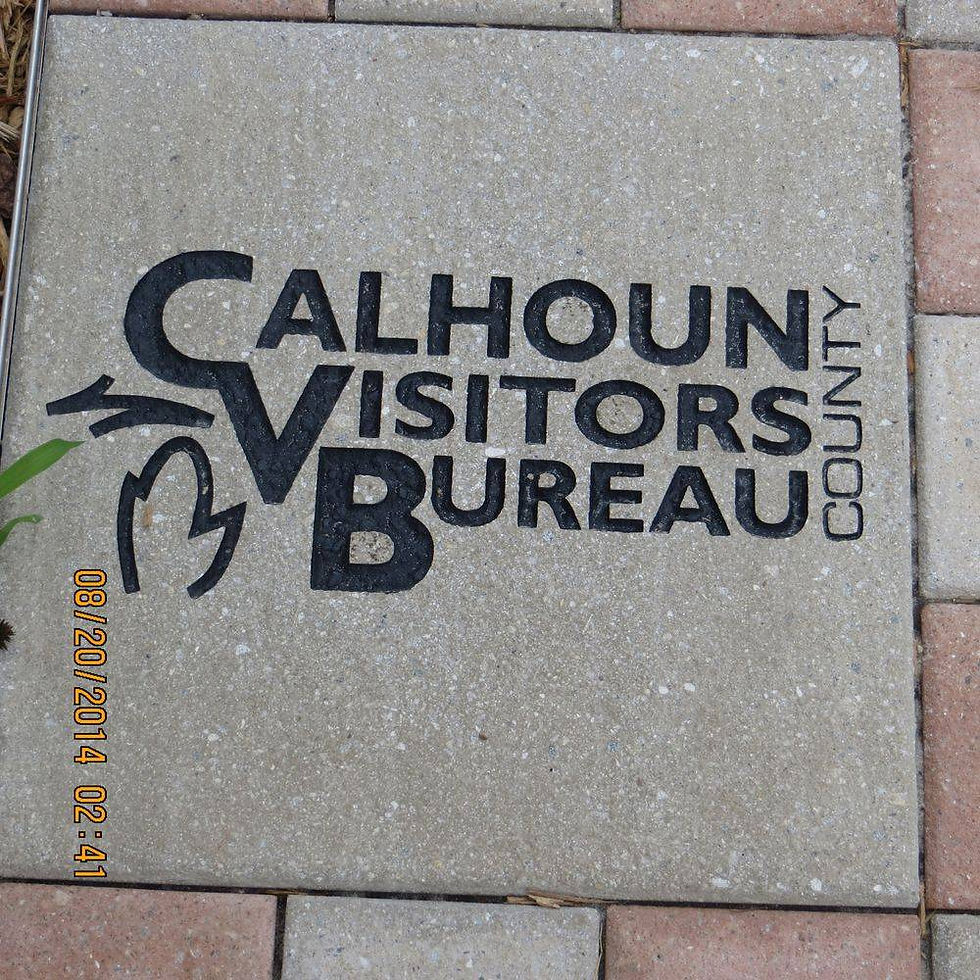 CALHOUN
VISITORS
BUREAU
COUNTY
08/20/2014 02:41